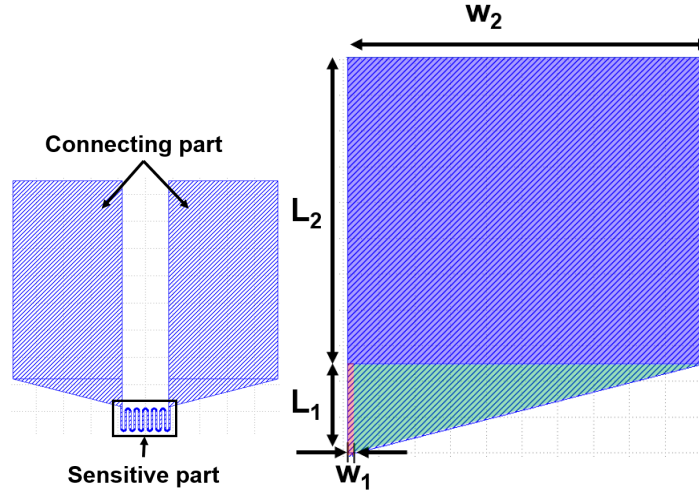 Connecting part
Sensitive part
w₂
L₂
L₁
w₁